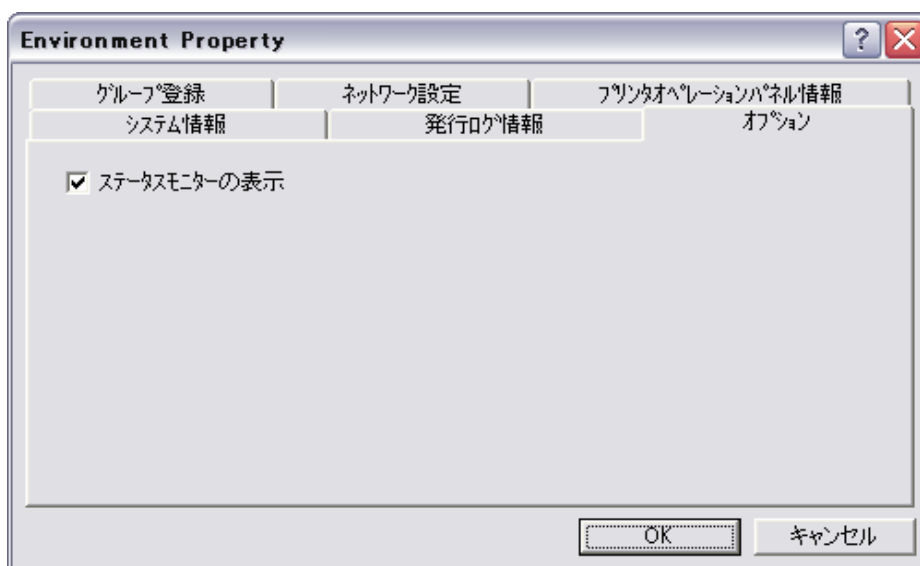 Environment Property
ｸﾞﾙｰﾌﾟ登録 ﾈｯﾄﾜｰｸ設定 ﾌﾟﾘﾝﾀｵﾍﾟﾚｰｼｮﾝﾊﾟﾈﾙ情報
ｼｽﾃﾑ情報 発行ﾛｸﾞ情報 ｵﾌﾟｼｮﾝ
ｽﾃｰﾀｽﾓﾆﾀｰの表示
OK キャンセル